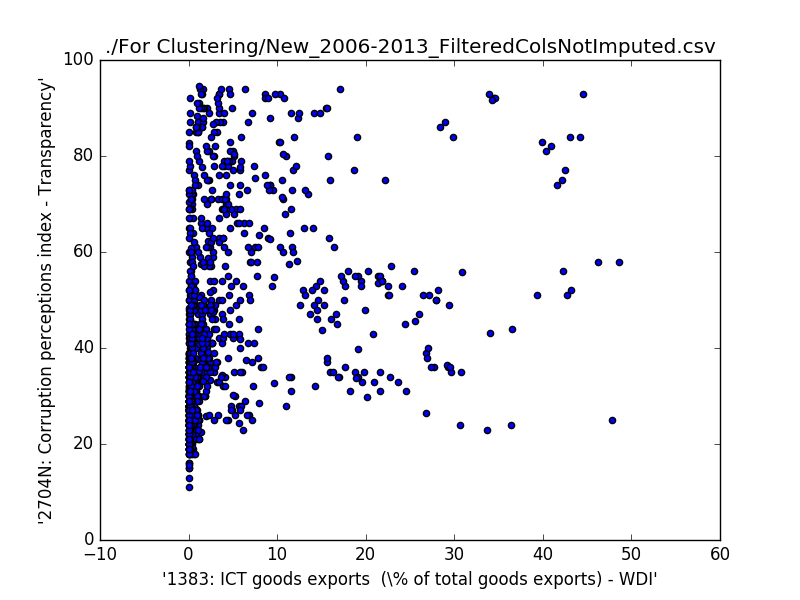 ./For Clustering/New_2006-2013_FilteredColsNotImputed.csv
100
80
60
40
20
0
'2704N: Corruption perceptions index - Transparency'
−10 0 10 20 30 40 50 60
'1383: ICT goods exports  (\% of total goods exports) - WDI'